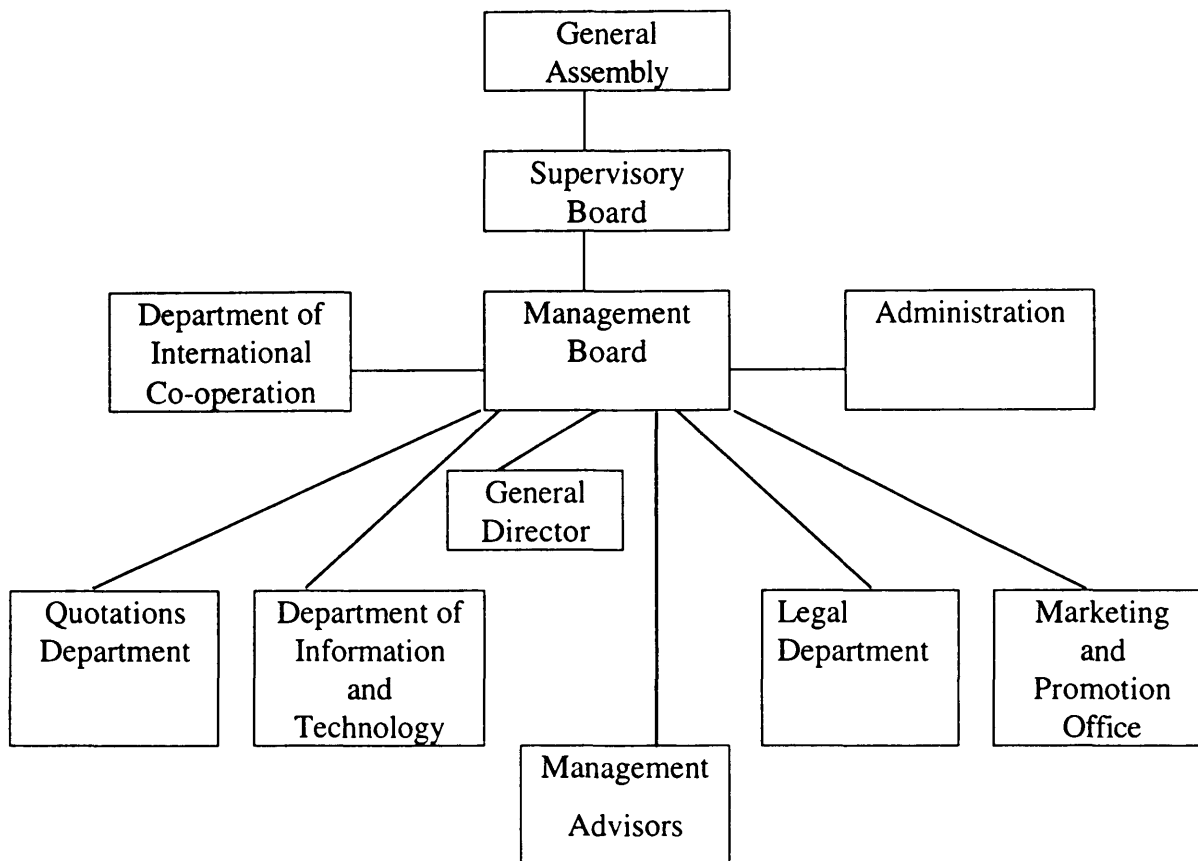 General
Assembly
Supervisory
Board
Department of
International
Co-operation
Management
Board
Administration
General
Director
Quotations
Department
Department of
Information
and
Technology
Legal
Department
Marketing
and
Promotion
Office
Management
Advisors